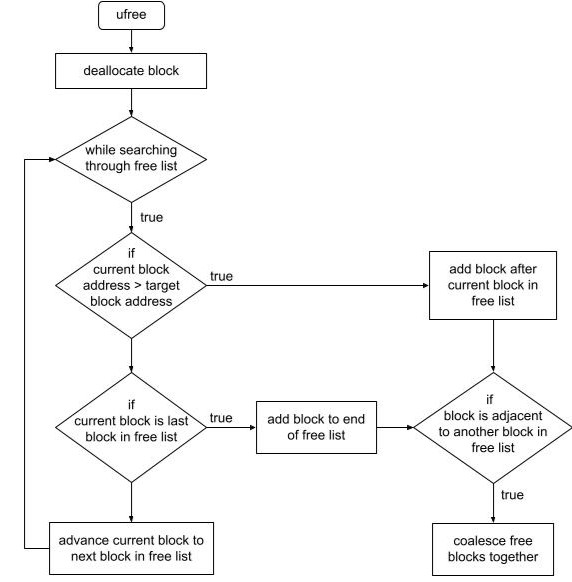 ufree
deallocate block
while searching
through free list
true
if
current block
address > target
block address
true
add block after
current block in
free list
if
current block is last
block in free list
true
add block to end
of free list
if
block is adjacent
to another block in
free list
true
advance current block to
next block in free list
coalesce free
blocks together